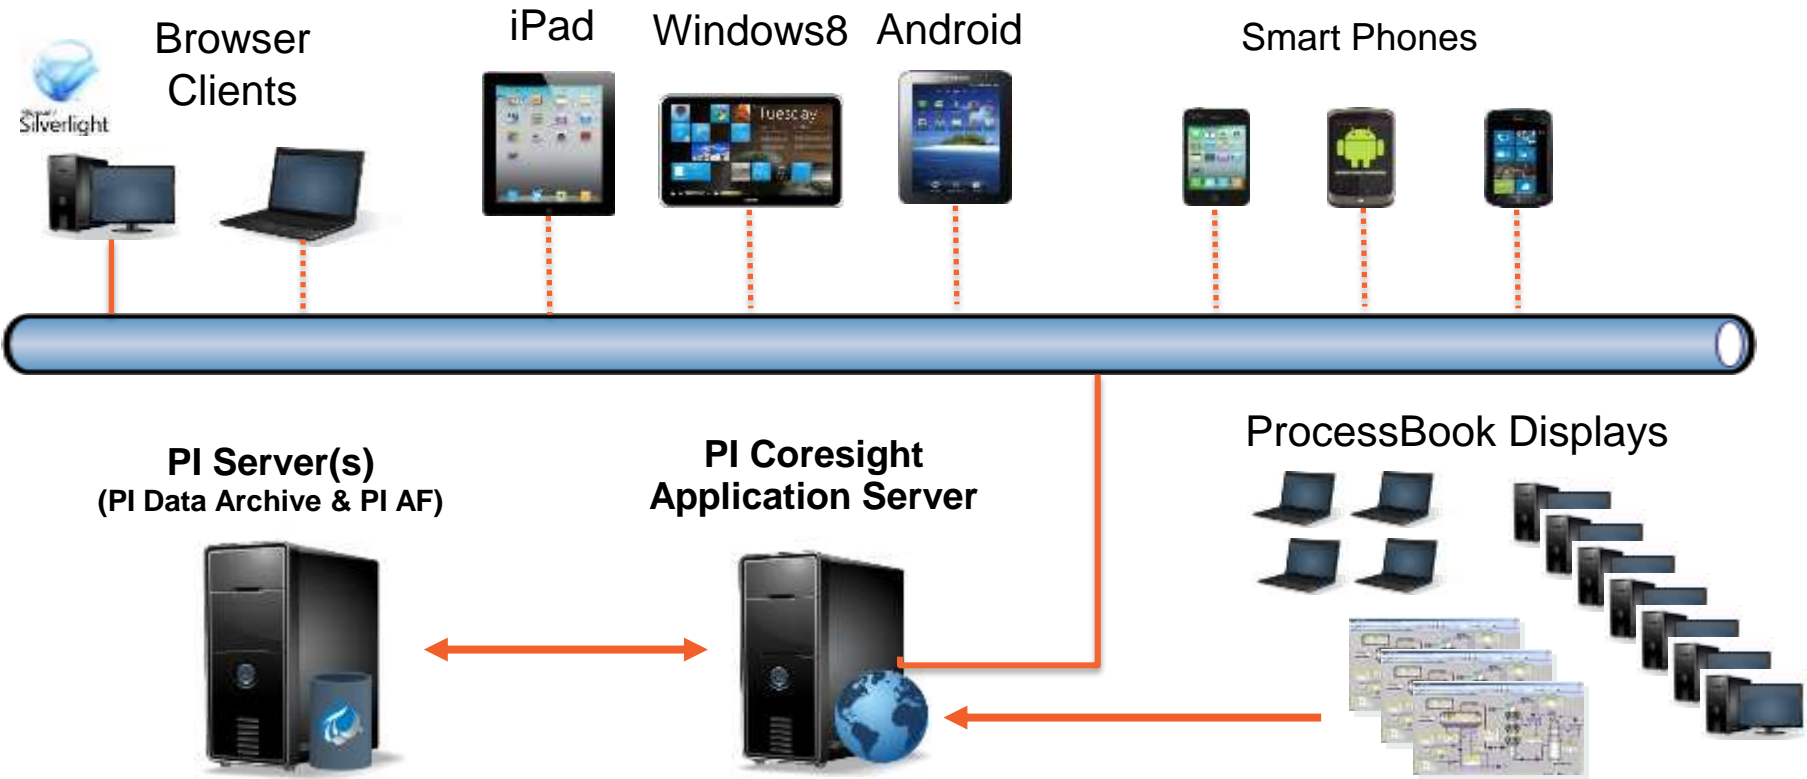 Browser
Clients
iPad
Windows8
Android
Smart Phones
Silverlight
Tuesday
ProcessBook Displays
PI Server(s)
(PI Data Archive & PI AF)
PI Coresight
Application Server